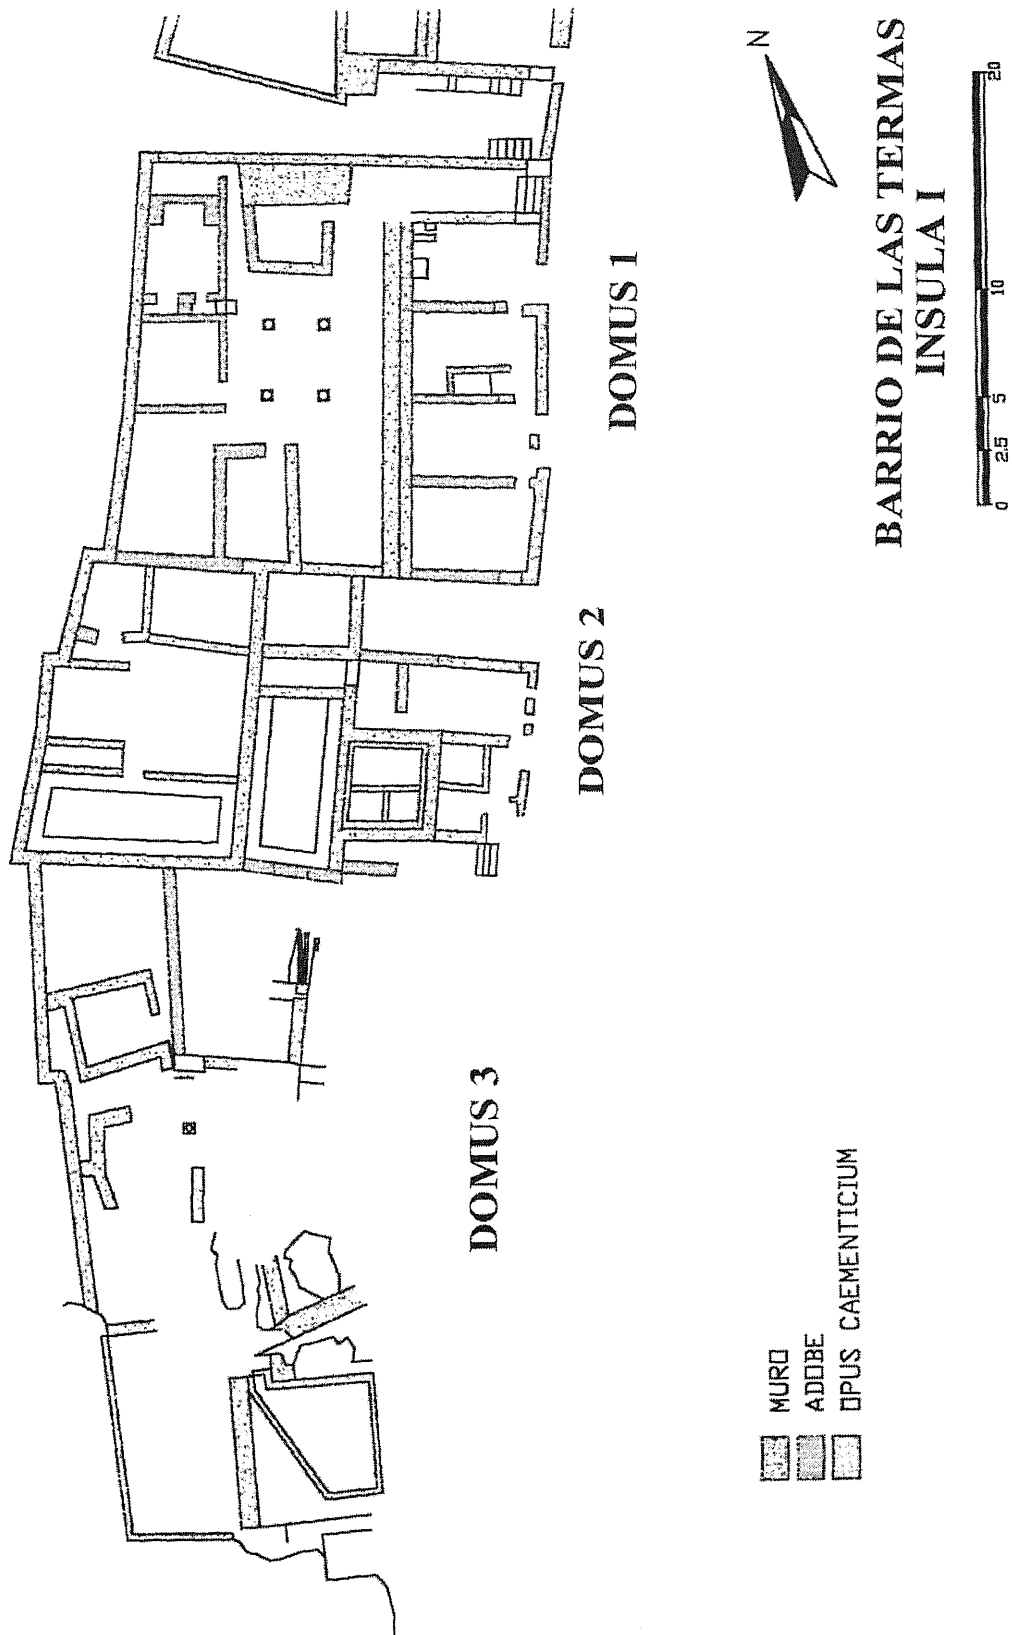 N
BARRIO DE LAS TERMAS
INSULA I
0 2.5 5 10 20
DOMUS 1
DOMUS 2
DOMUS 3
MURO
ADOBE
OPUS CAEMENTICIUM